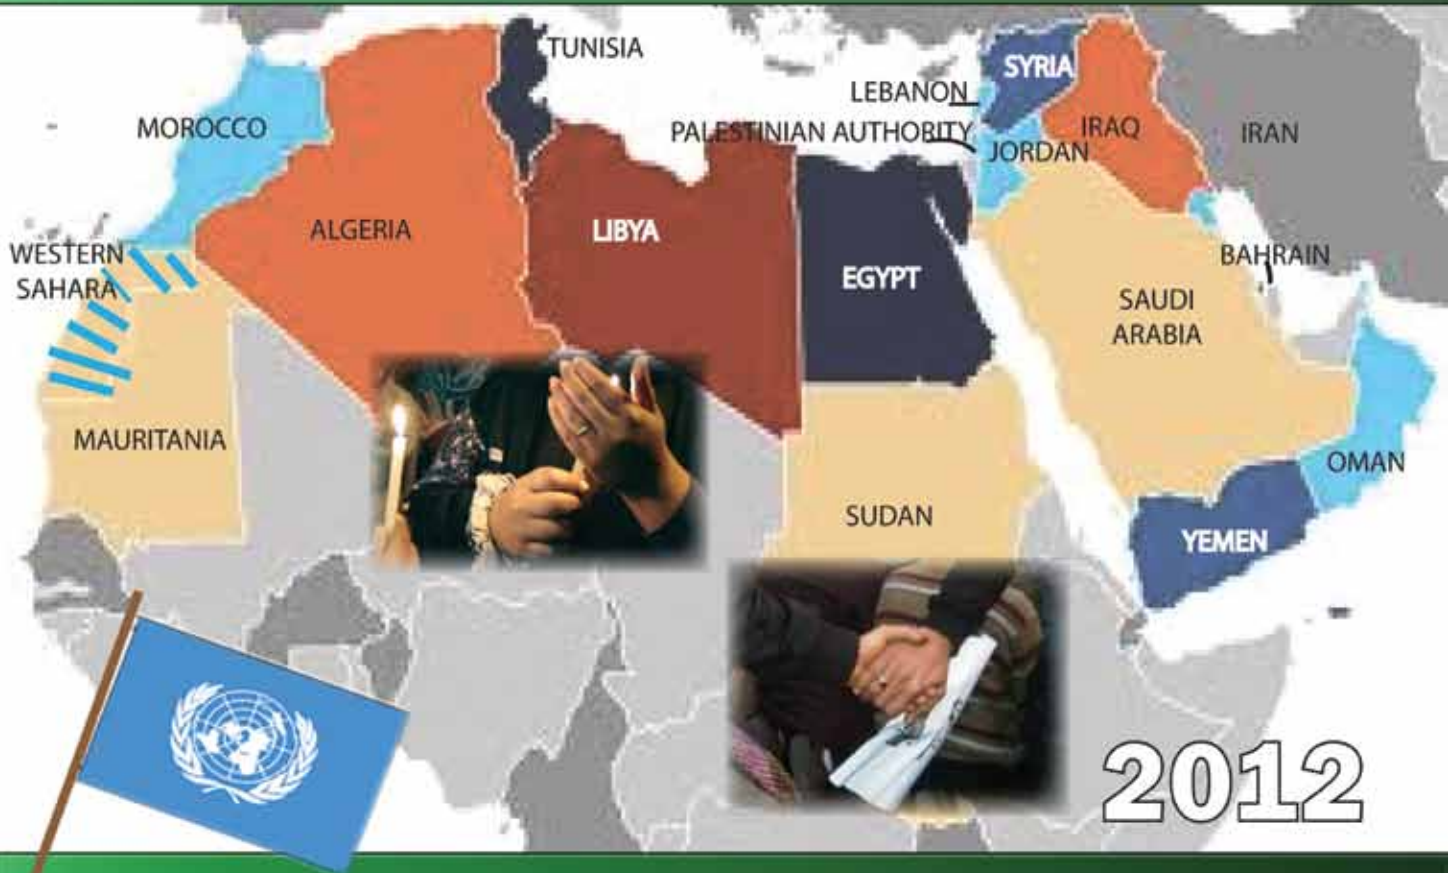 TUNISIA
SYRIA
LEBANON
MOROCCO
PALESTINIAN AUTHORITY
IRAQ
IRAN
JORDAN
ALGERIA
LIBYA
WESTERN
SAHARA
BAHRAIN
EGYPT
SAUDI
ARABIA
MAURITANIA
OMAN
SUDAN
YEMEN
2012